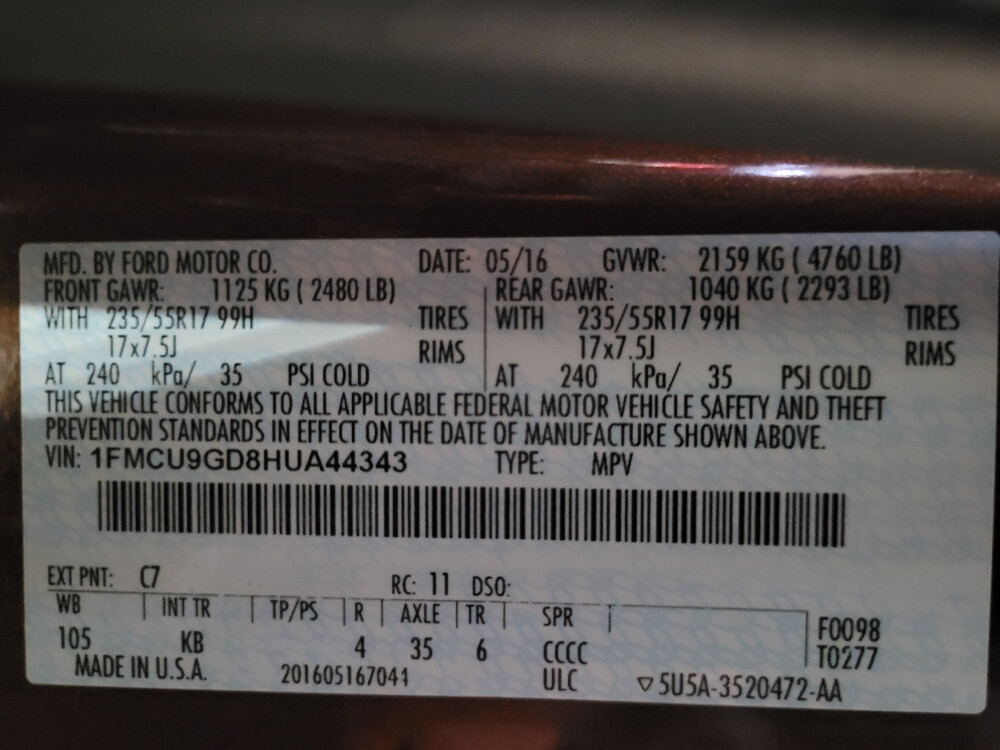 MFD. BY FORD MOTOR CO. DATE: 05/16 GVWR: 2159 KG ( 4760 LB)
FRONT GAWR: 1125 KG ( 2480 LB) REAR GAWR: 1040 KG ( 2293 LB)
WITH 235/55R17 99H TIRES WITH 235/55R17 99H TIRES
17x7.5J RIMS 17x7.5J RIMS
AT 240 kPa/ 35 PSI COLD AT 240 kPa/ 35 PSI COLD
THIS VEHICLE CONFORMS TO ALL APPLICABLE FEDERAL MOTOR VEHICLE SAFETY AND THEFT
PREVENTION STANDARDS IN EFFECT ON THE DATE OF MANUFACTURE SHOWN ABOVE.
VIN: 1FMCU9GD8HUA44343 TYPE: MPV
EXT PNT: C7 RC: 11 DSO:
WB INT TR TP/PS R AXLE TR SPR F0098
105 KB 4 35 6 CCCC T0277
MADE IN U.S.A. 201605167041 ULC ▽5U5A-3520472-AA